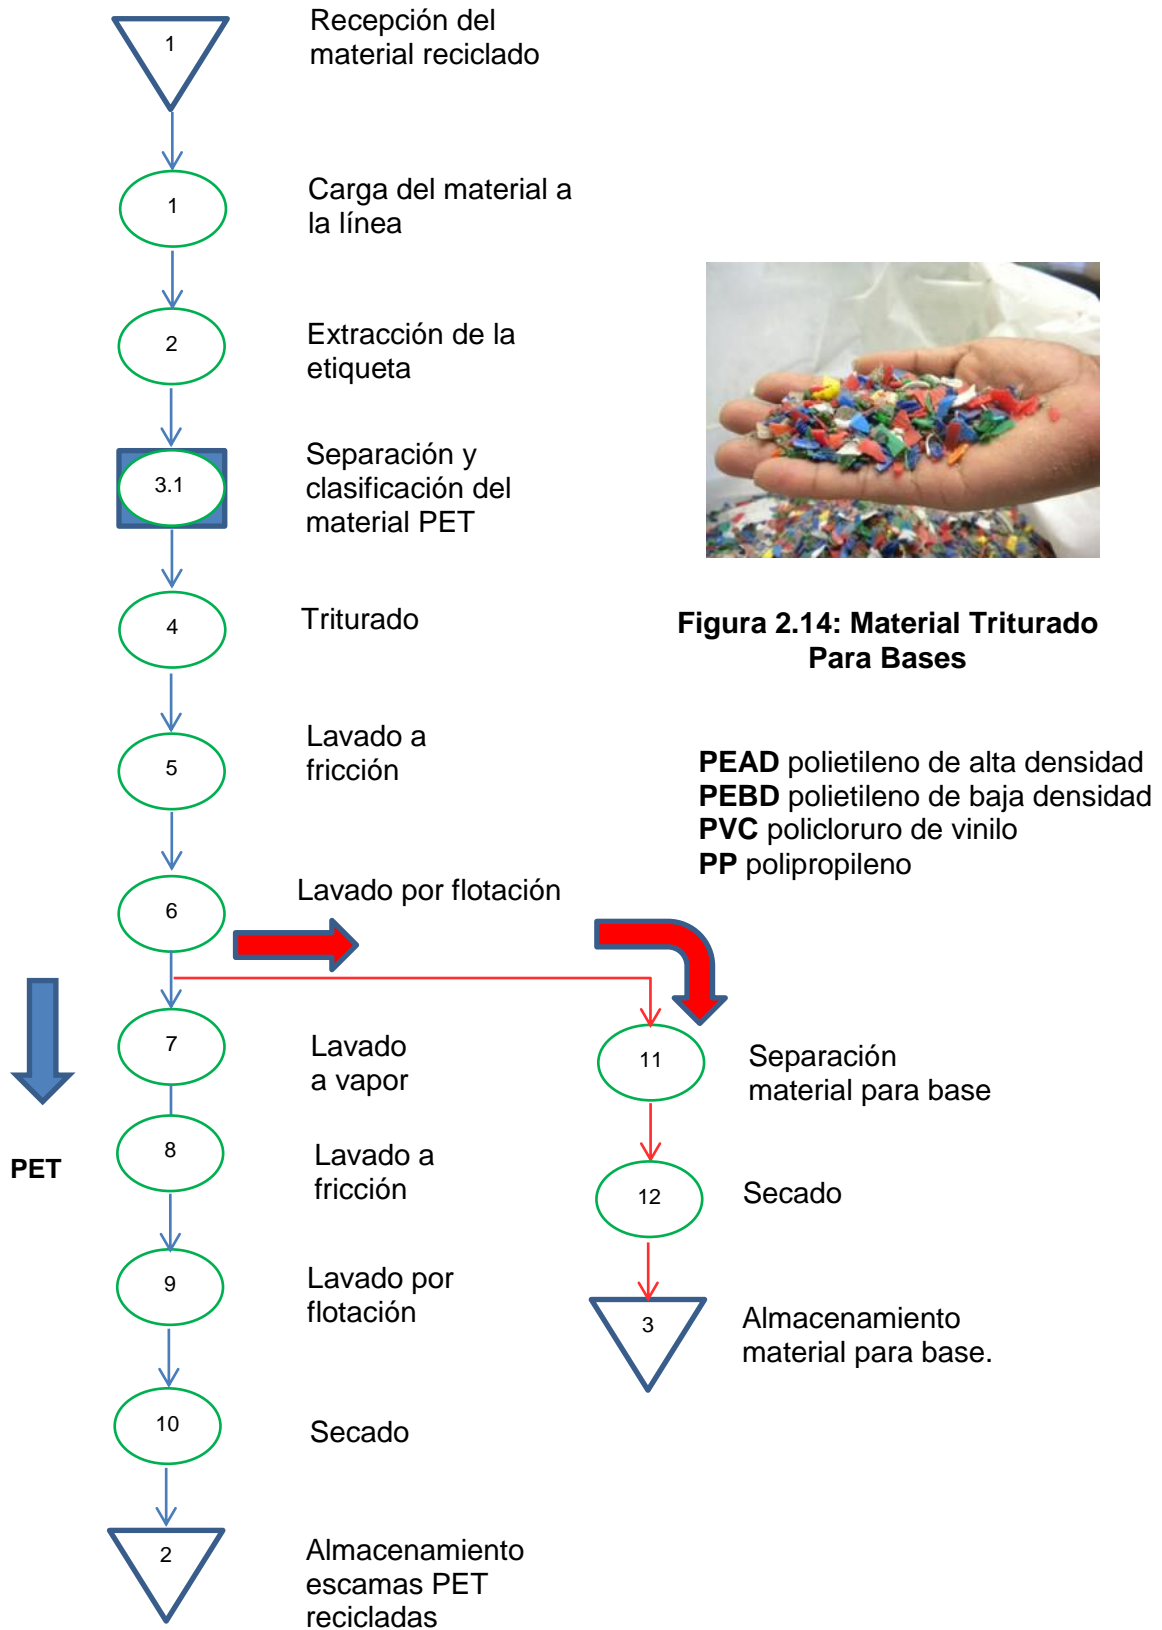 1
Recepción del
material reciclado
1
Carga del material a
la línea
2
Extracción de la
etiqueta
3.1
Separación y
clasificación del
material PET
4
Triturado
Figura 2.14: Material Triturado
Para Bases
5
Lavado a
fricción
PEAD polietileno de alta densidad
PEBD polietileno de baja densidad
PVC policloruro de vinilo
PP polipropileno
6
Lavado por flotación
7
Lavado
a vapor
11
Separación
material para base
PET
8
Lavado a
fricción
12
Secado
9
Lavado por
flotación
3
Almacenamiento
material para base.
10
Secado
2
Almacenamiento
escamas PET
recicladas